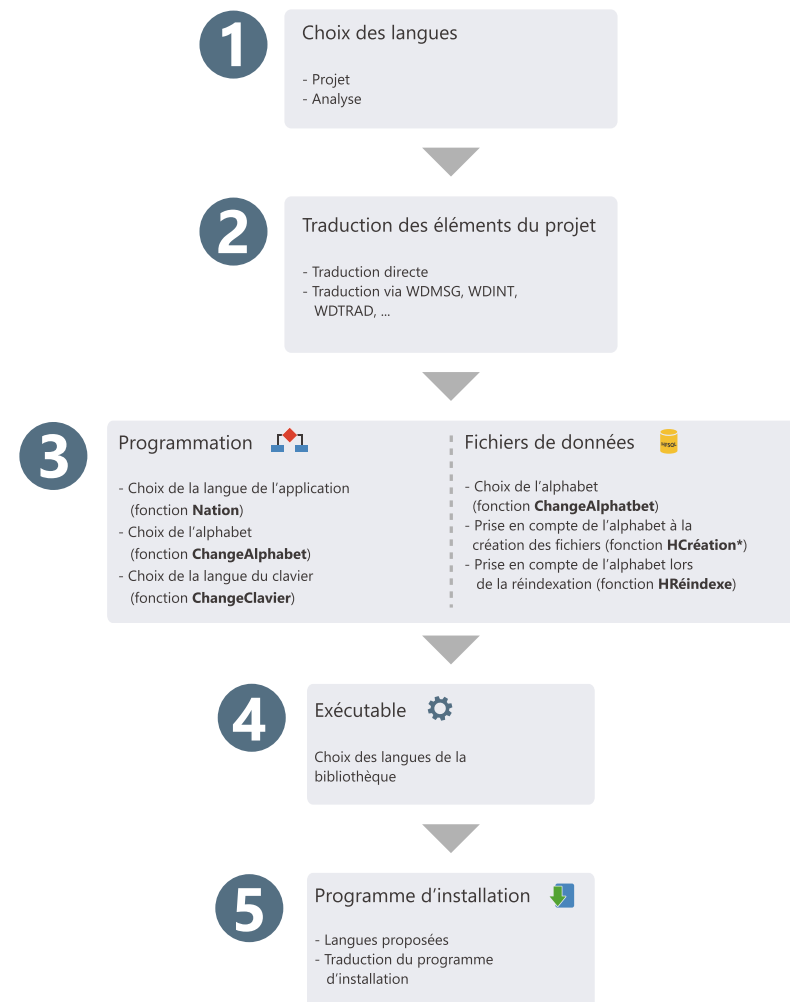 1
Choix des langues
- Projet
- Analyse
2
Traduction des éléments du projet
- Traduction directe
- Traduction via WDMSG, WDINT,
WDTRAD, ...
3
Programmation
- Choix de la langue de l’application
(fonction Nation)
- Choix de l’alphabet
(fonction ChangeAlphabet)
- Choix de la langue du clavier
(fonction ChangeClavier)
Fichiers de données
- Choix de l’alphabet
(fonction ChangeAlphatbet)
- Prise en compte de l’alphabet à la
création des fichiers (fonction HCréation*)
- Prise en compte de l’alphabet lors
de la réindexation (fonction HRéindexe)
4
Exécutable
Choix des langues de la
bibliothèque
5
Programme d’installation
- Langues proposées
- Traduction du programme
d’installation